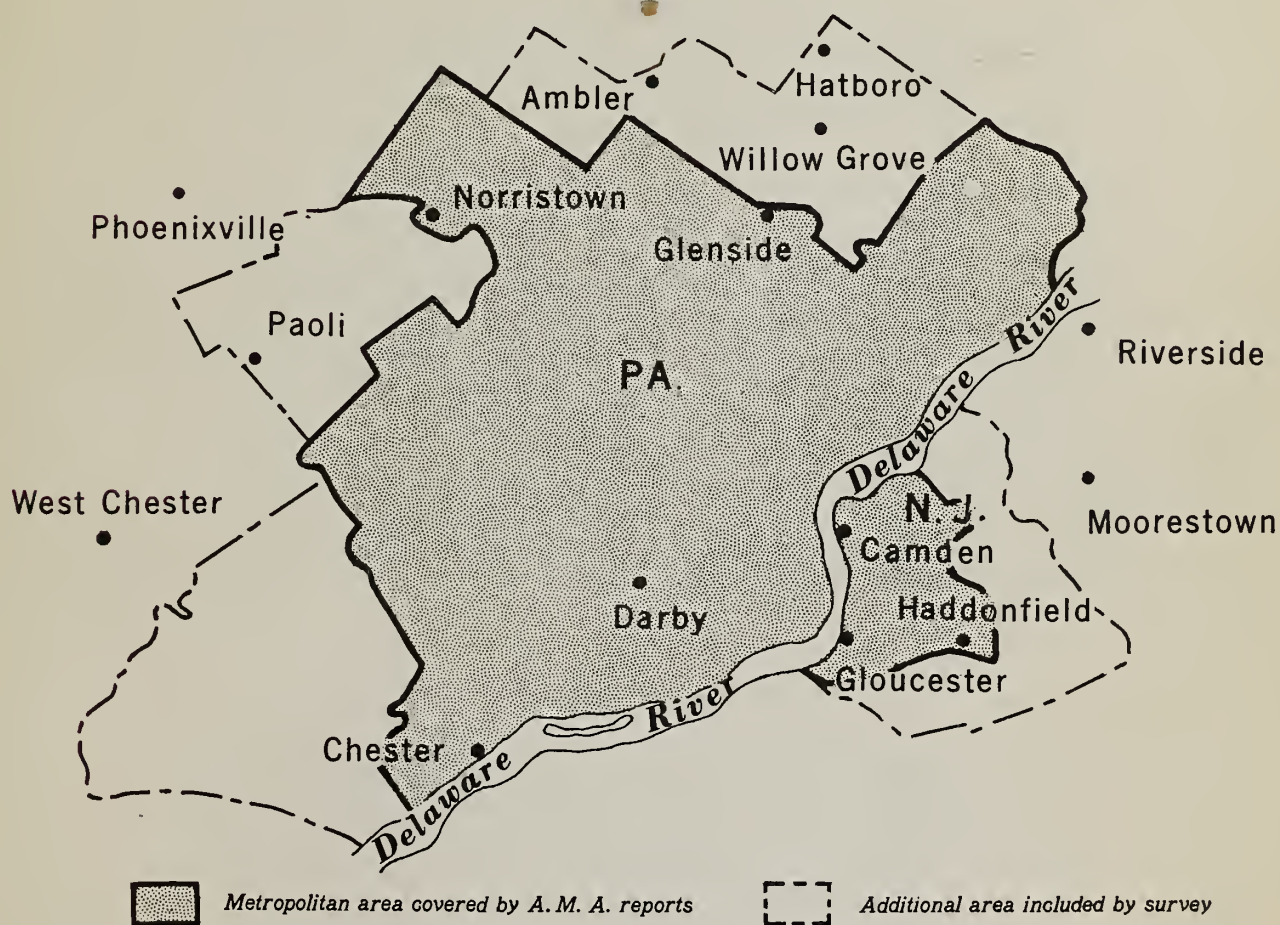 Hatboro
Ambler
Willow Grove
Norristown
Phoenixville
Glenside
Paoli
PA.
Delaware River
Riverside
West Chester
N. J.
Moorestown
Camden
Darby
Haddonfield
Gloucester
Chester
Delaware River
Metropolitan area covered by A. M. A. reports
Additional area included by survey